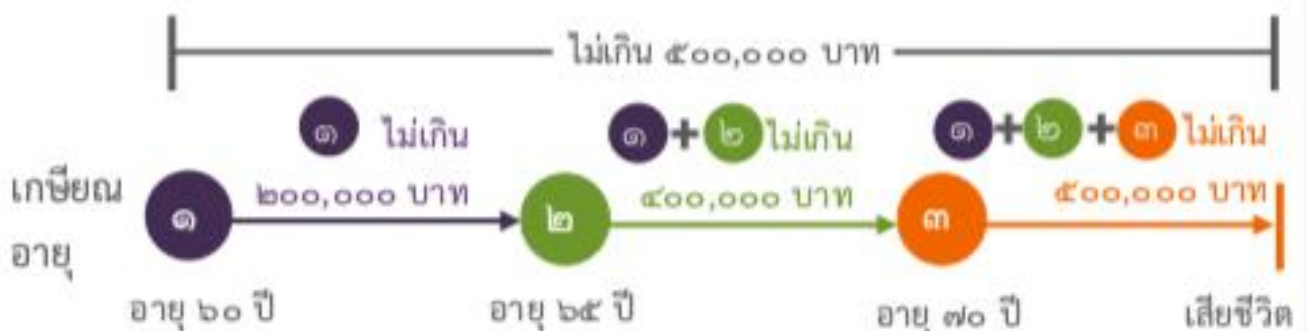 ไม่เกิน ๕๐๐,๐๐๐ บาท
๑ ไม่เกิน
๑+๒ ไม่เกิน
๑+๒+๓ ไม่เกิน
เกษียณ
อายุ
๑
๒๐๐,๐๐๐ บาท
๒
๔๐๐,๐๐๐ บาท
๓
๕๐๐,๐๐๐ บาท
อายุ ๖๐ ปี
อายุ ๖๕ ปี
อายุ ๗๐ ปี
เสียชีวิต